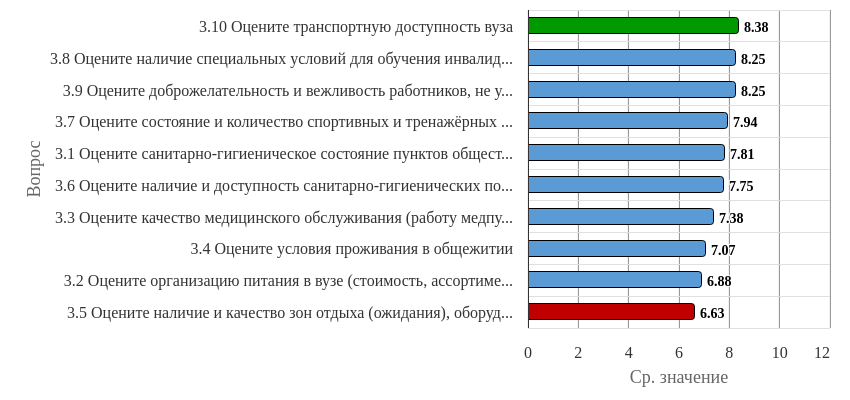 3.10 Оцените транспортную доступность вуза 8.38
3.8 Оцените наличие специальных условий для обучения инвалид... 8.25
3.9 Оцените доброжелательность и вежливость работников, не у... 8.25
3.7 Оцените состояние и количество спортивных и тренажёрных ... 7.94
3.1 Оцените санитарно-гигиеническое состояние пунктов общест... 7.81
3.6 Оцените наличие и доступность санитарно-гигиенических по... 7.75
3.3 Оцените качество медицинского обслуживания (работу медпу... 7.38
3.4 Оцените условия проживания в общежитии 7.07
3.2 Оцените организацию питания в вузе (стоимость, ассортиме... 6.88
3.5 Оцените наличие и качество зон отдыха (ожидания), оборуд... 6.63
Вопрос
0 2 4 6 8 10 12
Ср. значение